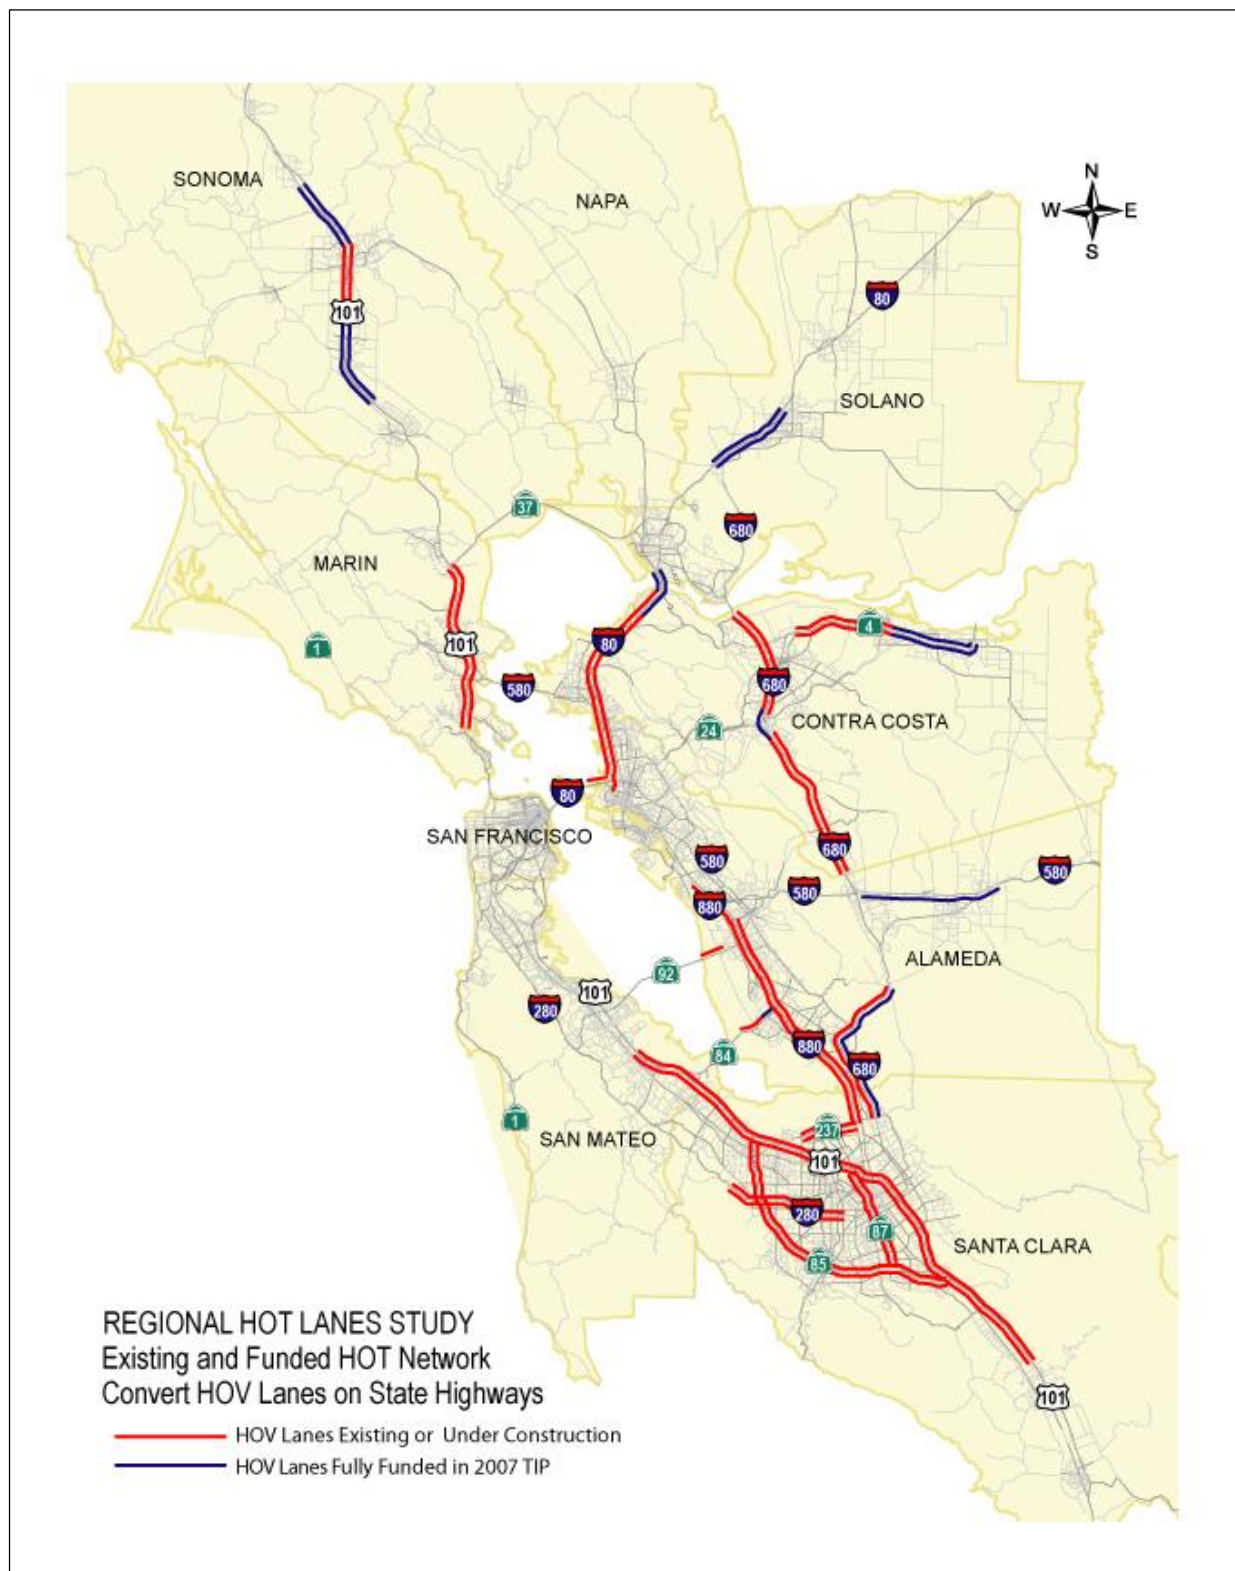 N
W E
S
SONOMA
NAPA
80
101
SOLANO
37
680
MARIN
4
80
101
1
680
580
CONTRA COSTA
24
80
SAN FRANCISCO
680
580
580
580
880
ALAMEDA
92
101
280
880
84
680
1
237
SAN MATEO
101
280
87
SANTA CLARA
85
REGIONAL HOT LANES STUDY
Existing and Funded HOT Network
Convert HOV Lanes on State Highways
101
HOV Lanes Existing or Under Construction
HOV Lanes Fully Funded in 2007 TIP